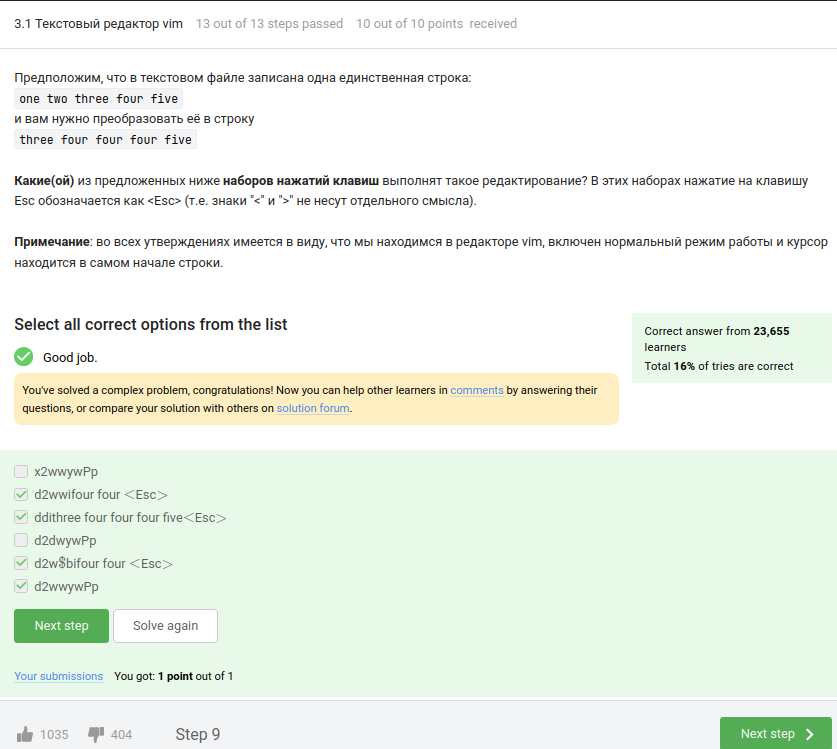 3.1 Текстовый редактор vim 13 out of 13 steps passed 10 out of 10 points received
Предположим, что в текстовом файле записана одна единственная строка:
one two three four five
и вам нужно преобразовать её в строку
three four four four five
Какие(ой) из предложенных ниже наборов нажатий клавиш выполнят такое редактирование? В этих наборах нажатие на клавишу
Esc обозначается как <Esc> (т.е. знаки "<" и ">" не несут отдельного смысла).
Примечание: во всех утверждениях имеется в виду, что мы находимся в редакторе vim, включен нормальный режим работы и курсор
находится в самом начале строки.
Select all correct options from the list
Correct answer from 23,655
learners
Total 16% of tries are correct
Good job.
You've solved a complex problem, congratulations! Now you can help other learners in comments by answering their
questions, or compare your solution with others on solution forum.
x2wwywPp
d2wwifour four <Esc>
ddithree four four four five<Esc>
d2dwywPp
d2w$bifour four <Esc>
d2wwywPp
Next step Solve again
Your submissions You got: 1 point out of 1
1035 404 Step 9 Next step